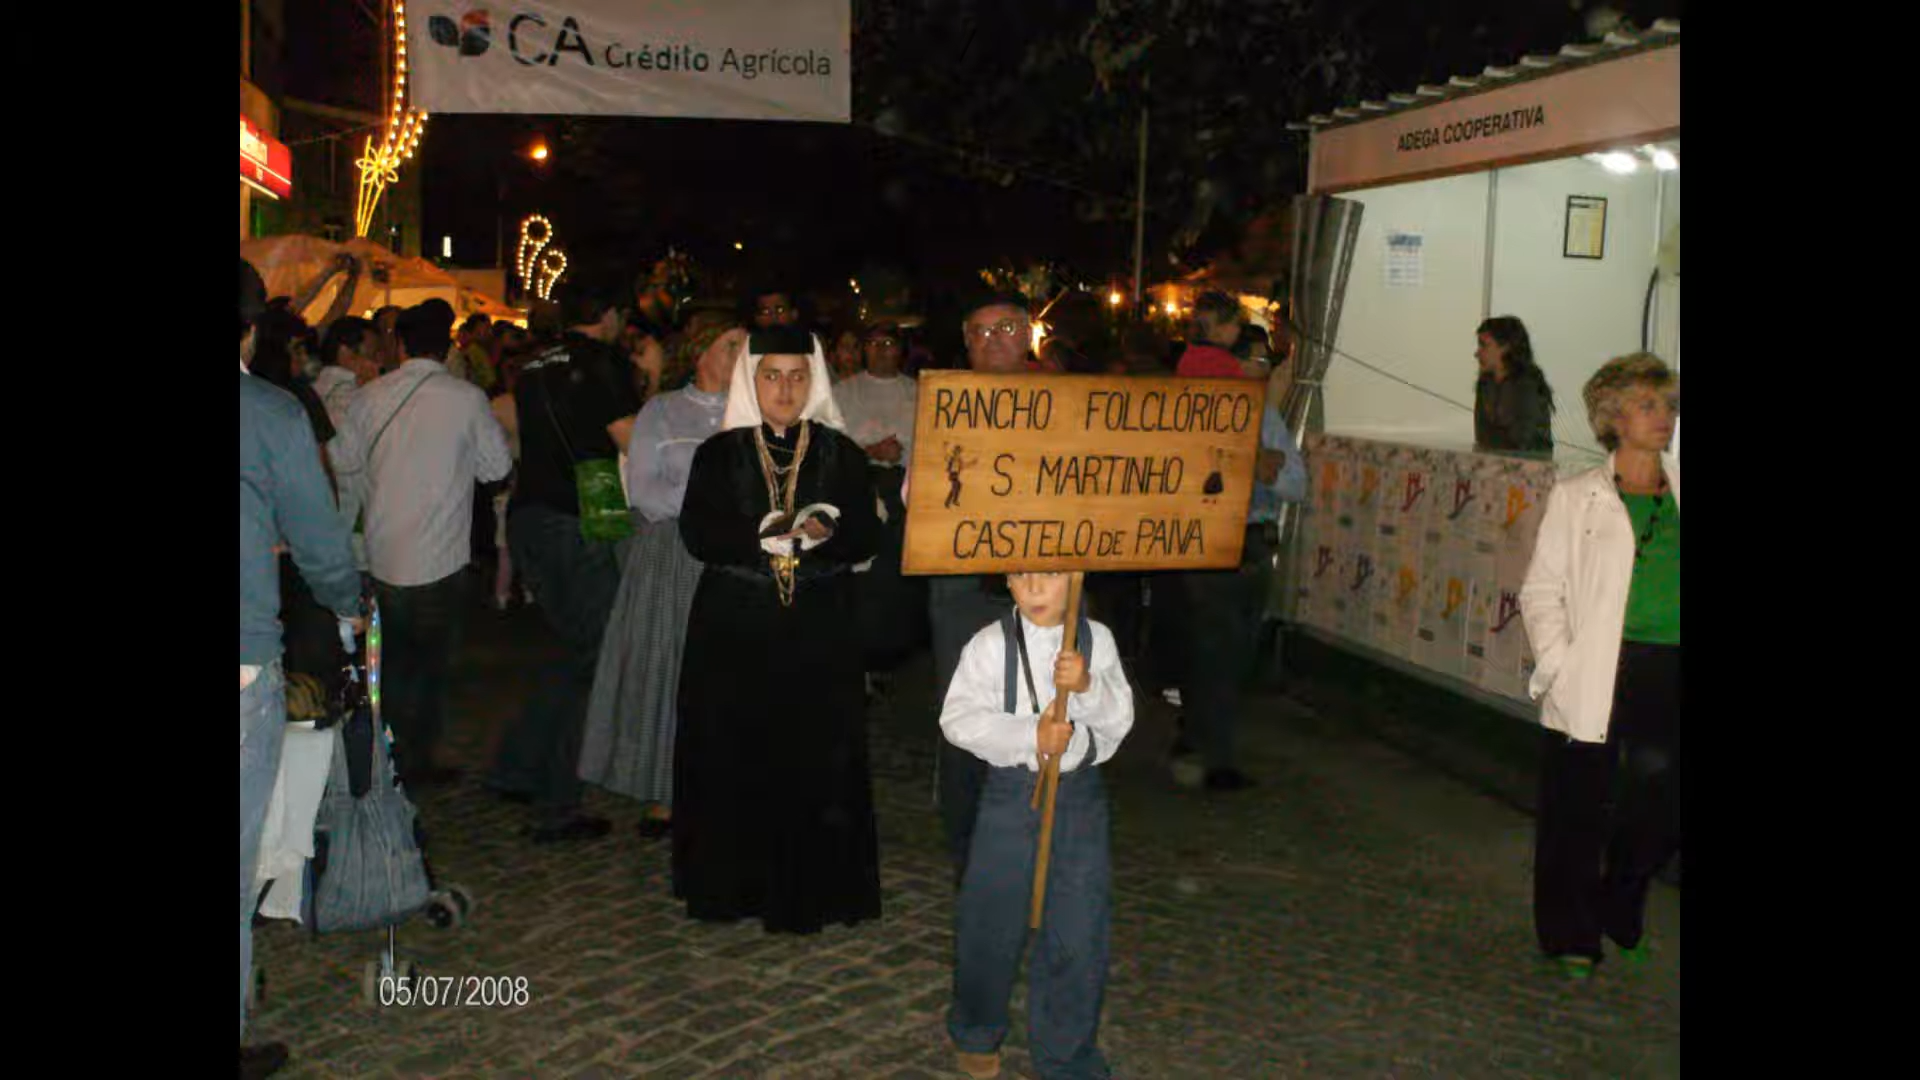 CA Crédito Agrícola
ADEGA COOPERATIVA
RANCHO FOLCLÓRICO
S. MARTINHO
CASTELO DE PAIVA
05/07/2008